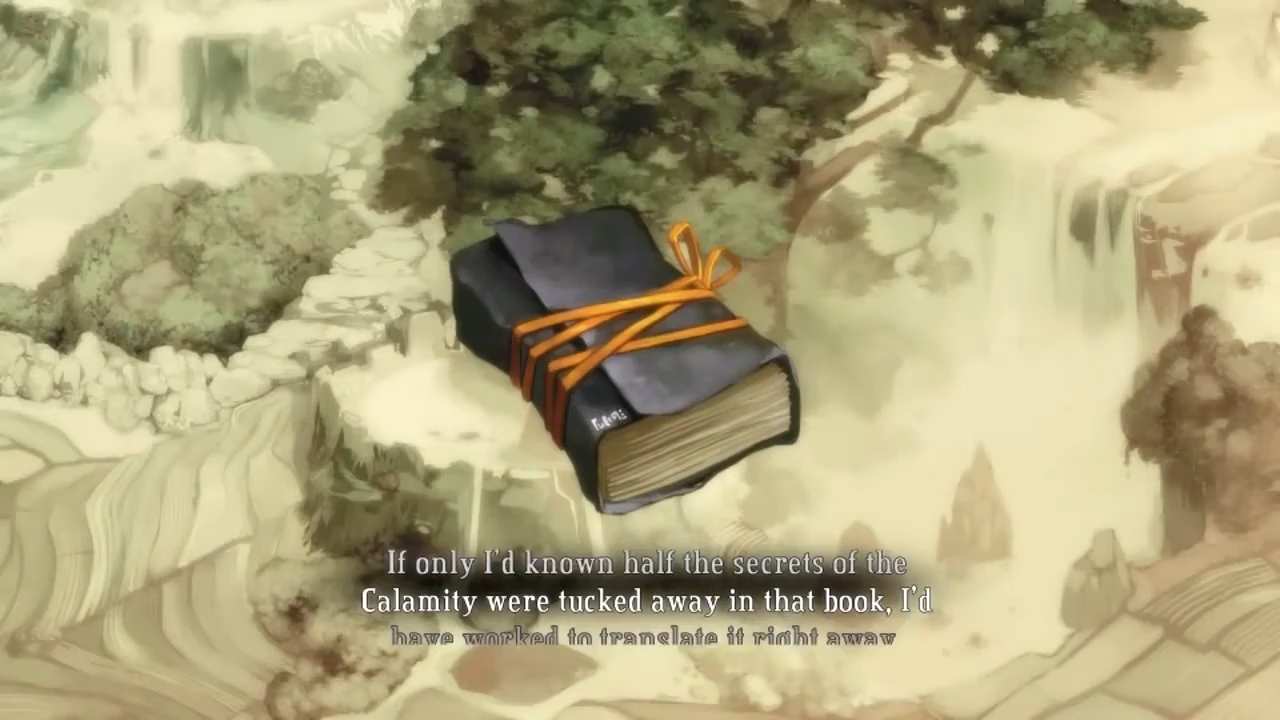 If only I'd known half the secrets of the
Calamity were tucked away in that book, I'd
have worked to translate it right away